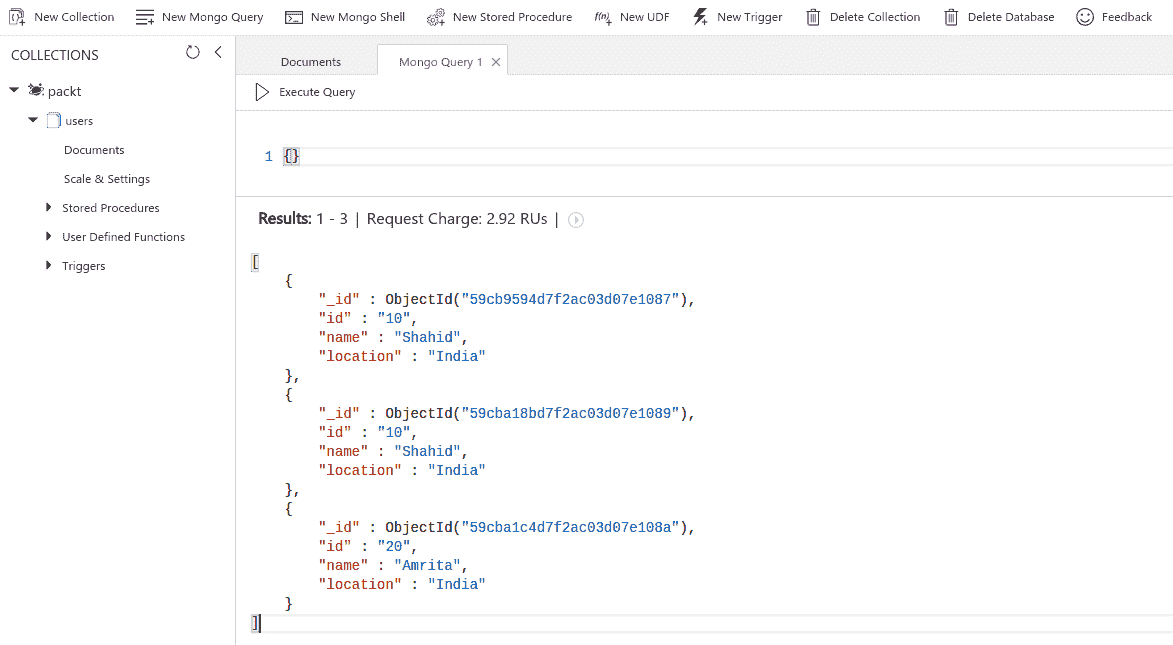 New Collection New Mongo Query New Mongo Shell New Stored Procedure New UDF New Trigger Delete Collection Delete Database Feedback
COLLECTIONS
packt
users
Documents
Scale & Settings
Stored Procedures
User Defined Functions
Triggers
Documents Mongo Query 1
Execute Query
1 {}
Results: 1 - 3 | Request Charge: 2.92 RUs |
[
{
"_id" : ObjectId("59cb9594d7f2ac03d07e1087"),
"id" : "10",
"name" : "Shahid",
"location" : "India"
},
{
"_id" : ObjectId("59cba18bd7f2ac03d07e1089"),
"id" : "10",
"name" : "Shahid",
"location" : "India"
},
{
"_id" : ObjectId("59cba1c4d7f2ac03d07e108a"),
"id" : "20",
"name" : "Amrita",
"location" : "India"
}
]